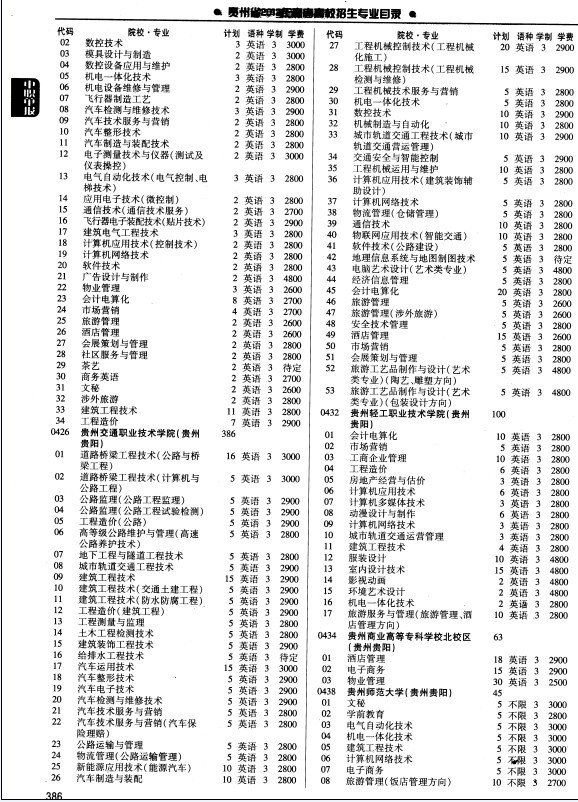 贵州省2012年高考高校招生专业目录
中职单报
代码 院校·专业 计划 语种 学制 学费
02 数控技术 3 英语 3 3000
03 模具设计与制造 2 英语 3 3000
04 数控设备应用与维护 2 英语 3 2800
05 机电一体化技术 3 英语 3 2800
06 机电设备维修与管理 2 英语 3 2900
07 飞行器制造工艺 2 英语 3 2800
08 汽车检测与维修技术 3 英语 3 2900
09 汽车技术服务与营销 3 英语 3 2800
10 汽车整形技术 2 英语 3 2800
11 汽车制造与装配技术 2 英语 3 2800
12 电子测量技术与仪器(测试及 2 英语 3 3000
仪表操控)
13 电气自动化技术(电气控制、电 3 英语 3 2800
梯技术)
14 应用电子技术(微控制) 2 英语 3 2800
15 通信技术(通信技术服务) 2 英语 3 2700
16 飞行器电子装配技术(贴片技术) 2 英语 3 2900
17 建筑电气工程技术 3 英语 3 2800
18 计算机应用技术(控制技术) 2 英语 3 2800
19 计算机网络技术 2 英语 3 2800
20 软件技术 2 英语 3 2800
21 广告设计与制作 2 英语 3 4800
22 物业管理 3 英语 3 2600
23 会计电算化 8 英语 3 2700
24 市场营销 4 英语 3 2700
25 旅游管理 2 英语 3 2600
26 酒店管理 2 英语 3 2600
27 会展策划与管理 2 英语 3 2800
28 社区服务与管理 2 英语 3 2800
29 茶艺 2 英语 3 待定
30 商务英语 2 英语 3 2700
31 文秘 2 英语 3 2600
32 涉外旅游 2 英语 3 2800
33 建筑工程技术 11 英语 3 2800
34 工程造价 7 英语 3 2900
0426 贵州交通职业技术学院(贵州 386
贵阳)
01 道路桥梁工程技术(公路与桥 16 英语 3 3000
梁工程)
02 道路桥梁工程技术(计算机与 5 英语 3 3000
公路工程)
03 公路监理(公路工程监理) 5 英语 3 2900
04 公路监理(公路工程试验检测) 5 英语 3 2900
05 工程造价(公路) 5 英语 3 2900
06 高等级公路维护与管理(高速 5 英语 3 2800
公路养护技术)
07 地下工程与隧道工程技术 5 英语 3 2800
08 城市轨道交通工程技术 5 英语 3 2900
09 建筑工程技术 15 英语 3 2900
10 建筑工程技术(交通土建工程) 5 英语 3 2900
11 建筑工程技术(防水防腐工程) 5 英语 3 2900
12 工程造价(建筑工程) 5 英语 3 2900
13 工程测量与监理 5 英语 3 2800
14 土木工程检测技术 5 英语 3 2800
15 建筑装饰工程技术 5 英语 3 2900
16 给排水工程技术 5 英语 3 待定
17 汽车运用技术 15 英语 3 3000
18 汽车整形技术 5 英语 3 2900
19 汽车电子技术 5 英语 3 2900
20 汽车检测与维修技术 5 英语 3 2900
21 汽车技术服务与营销 5 英语 3 2800
22 汽车技术服务与营销(汽车保 5 英语 3 2800
险理赔)
23 公路运输与管理 5 英语 3 2800
24 物流管理(公路运输管理) 5 英语 3 2800
25 新能源应用技术(能源汽车) 10 英语 3 2800
26 汽车制造与装配 10 英语 3 2800
386
代码 院校·专业 计划 语种 学制 学费
27 工程机械控制技术(工程机械 20 英语 3 2900
化施工)
28 工程机械控制技术(工程机械 15 英语 3 2900
检测与维修)
29 工程机械技术服务与营销 5 英语 3 2800
30 机电一体化技术 5 英语 3 2800
31 数控技术 10 英语 3 2900
32 机械制造与自动化 10 英语 3 2800
33 城市轨道交通工程技术(城市 10 英语 3 2900
轨道交通营运管理)
34 交通安全与智能控制 5 英语 3 2900
35 工程机械运用与维护 10 英语 3 2800
36 计算机应用技术(建筑装饰辅 5 英语 3 2800
助设计)
37 计算机网络技术 5 英语 3 2800
38 物流管理(仓储管理) 5 英语 3 2800
39 通信技术 10 英语 3 2800
40 物联网应用技术(智能交通) 10 英语 3 2800
41 软件技术(公路建设) 5 英语 3 2800
42 地理信息系统与地图制图技术 5 英语 3 待定
43 电脑艺术设计(艺术类专业) 5 英语 3 4800
44 经济信息管理 5 英语 3 2800
45 会计电算化 20 英语 3 2800
46 旅游管理 5 英语 3 2600
47 旅游管理(涉外旅游) 5 英语 3 2800
48 安全技术管理 5 英语 3 2800
49 酒店管理 15 英语 3 2600
50 市场营销 5 英语 3 2800
51 会展策划与管理 5 英语 3 2800
52 旅游工艺品制作与设计(艺术 5 英语 3 4800
类专业)(陶艺、雕塑方向)
53 旅游工艺品制作与设计(艺术 5 英语 3 4800
类专业)(包装设计方向)
0432 贵州轻工职业技术学院(贵州 100
贵阳)
01 会计电算化 10 英语 3 2800
02 市场营销 5 英语 3 2800
03 工商企业管理 10 英语 3 2800
04 工程造价 6 英语 3 2800
05 房地产经营与估价 3 英语 3 2800
06 计算机应用技术 6 英语 3 2800
07 计算机多媒体技术 3 英语 3 2800
08 动漫设计与制作 6 英语 3 2800
09 计算机网络技术 3 英语 3 2800
10 城市轨道交通运营管理 3 英语 3 2800
11 建筑工程技术 4 英语 3 2800
12 服装设计 10 英语 3 4800
13 室内设计技术 15 英语 3 4800
14 影视动画 2 英语 3 4800
15 环境艺术设计 2 英语 3 4800
16 机电一体化技术 2 英语 3 2800
17 旅游服务与管理(旅游管理、酒 10 英语 3 2800
店管理方向)
0434 贵州商业高等专科学校北校区 63
(贵州贵阳)
01 酒店管理 18 英语 3 2900
02 电子商务 15 英语 3 2900
03 物业管理 30 英语 3 2500
0438 贵州师范大学(贵州贵阳) 45
01 文秘 5 不限 3 3000
02 学前教育 5 不限 3 2800
03 电气自动化技术 5 不限 3 3000
04 机电一体化技术 5 不限 3 3000
05 建筑工程技术 5 不限 3 3000
06 计算机网络技术 5 不限 3 3000
07 电子商务 5 不限 3 3000
08 旅游管理(饭店管理方向) 10 不限 3 2700